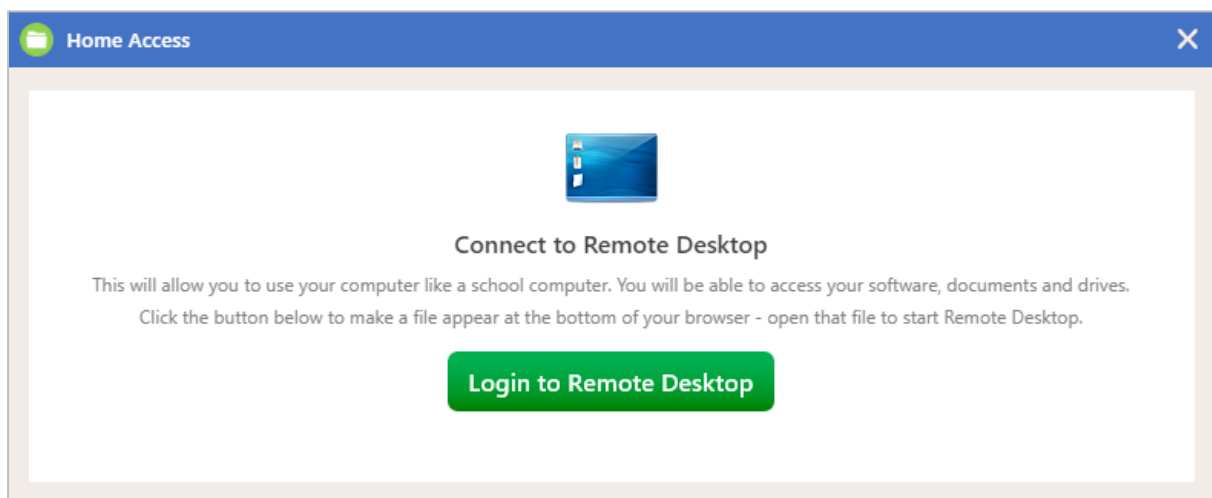 Home Access
Connect to Remote Desktop
This will allow you to use your computer like a school computer. You will be able to access your software, documents and drives.
Click the button below to make a file appear at the bottom of your browser - open that file to start Remote Desktop.
Login to Remote Desktop